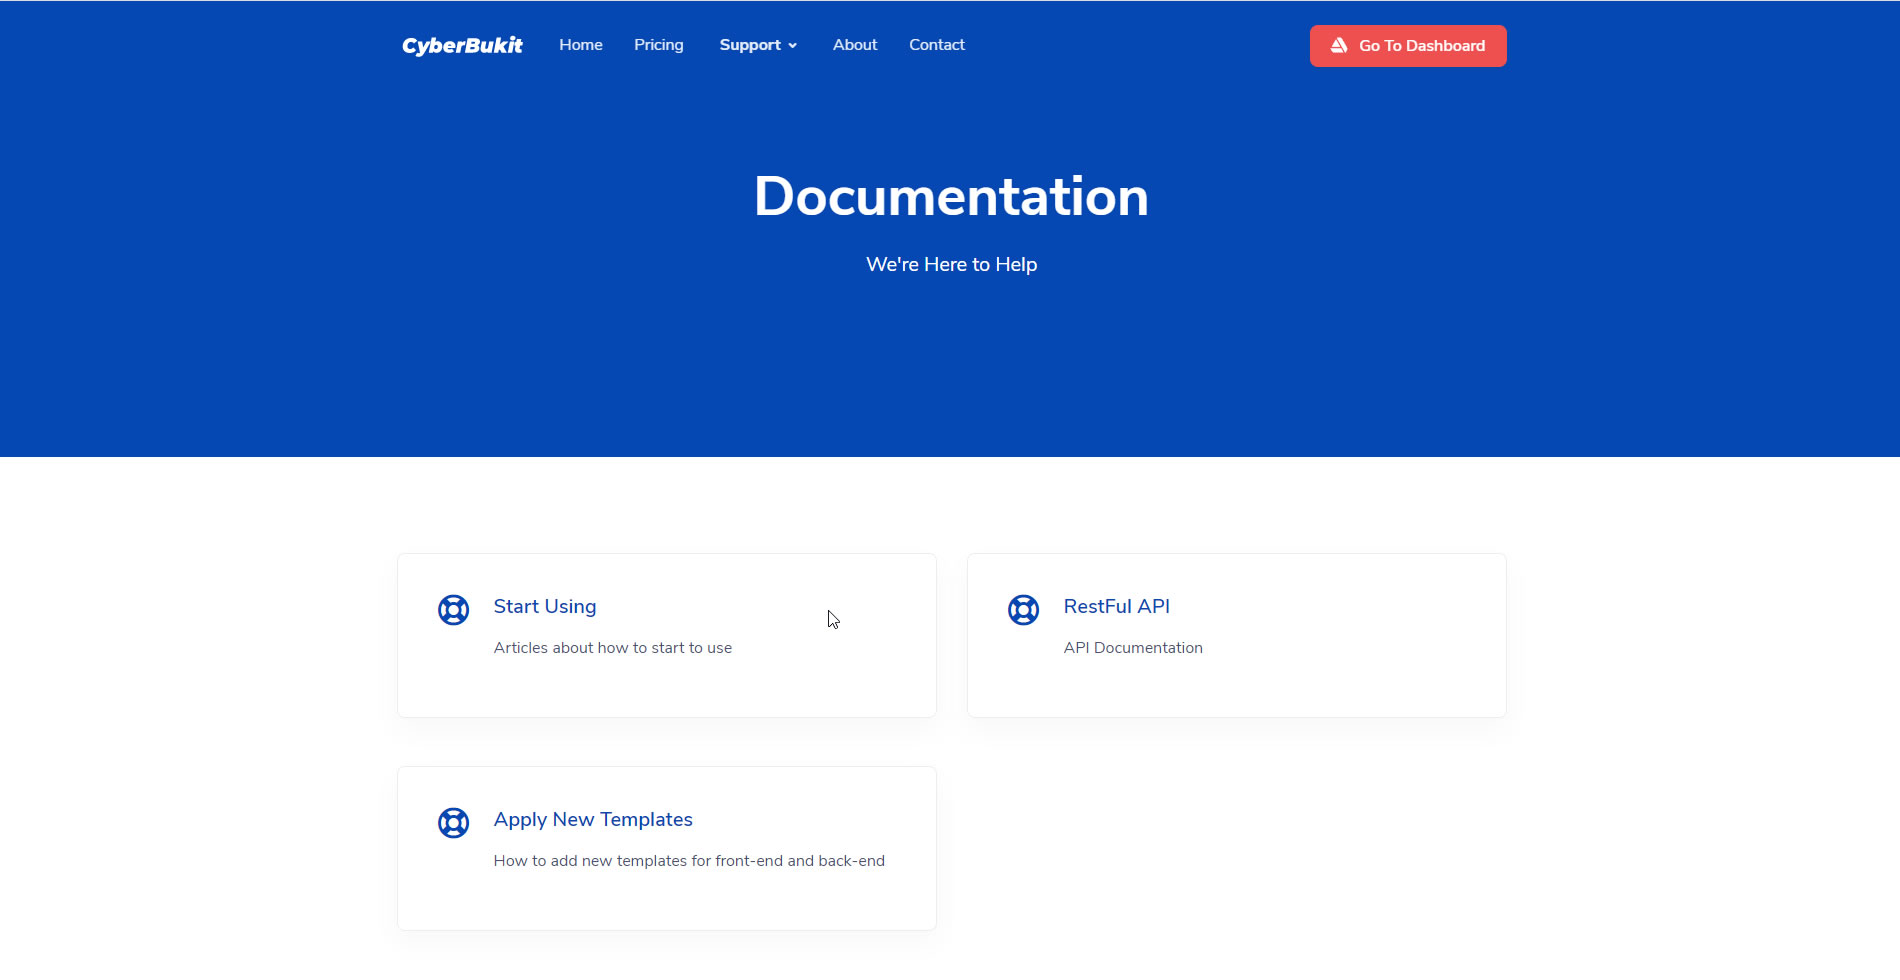 CyberBukit Home Pricing Support About Contact Go To Dashboard
Documentation
We're Here to Help
Start Using
Articles about how to start to use
RestFul API
API Documentation
Apply New Templates
How to add new templates for front-end and back-end